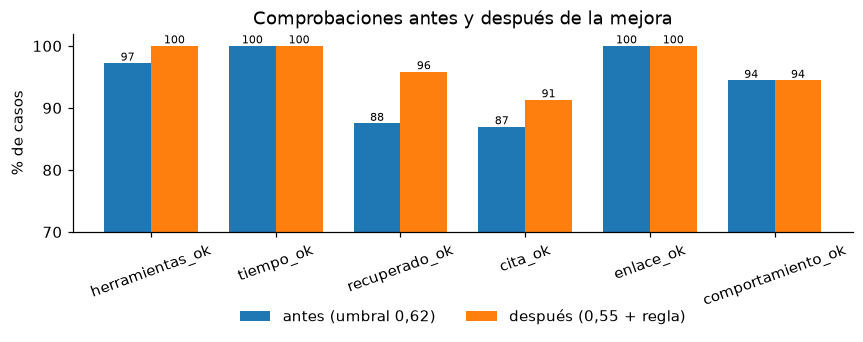 Comprobaciones antes y después de la mejora
% de casos
100
90
80
70
97
100
100
100
88
96
87
91
100
100
94
94
herramientas_ok
tiempo_ok
recuperado_ok
cita_ok
enlace_ok
comportamiento_ok
antes (umbral 0,62)
después (0,55 + regla)